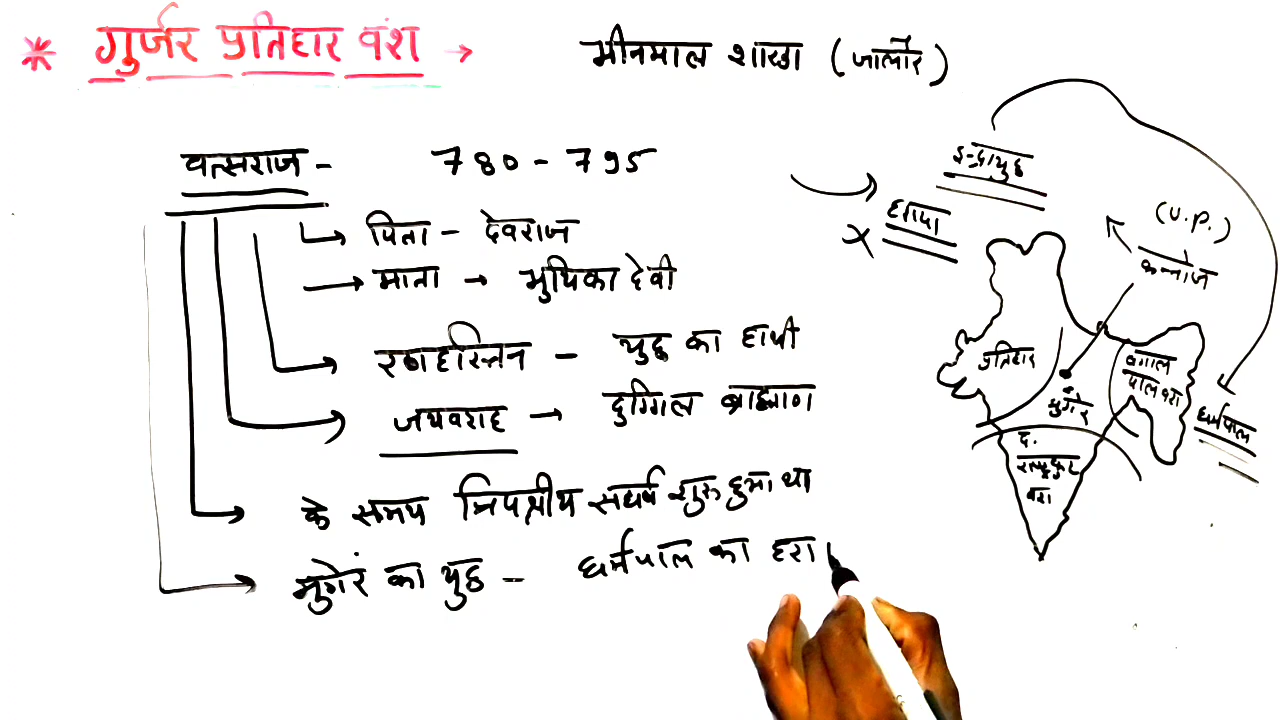 * गुर्जर प्रतिहार वंश → भीनमाल शाखा (जालौर)
वत्सराज - 780 - 795
→ पिता - देवराज
→ माता → भुयिका देवी
रणहस्तिन - युद्ध का हाथी
जयवराह → दुग्गिल ब्राह्मण
के समय त्रिपक्षीय संघर्ष शुरू हुआ था
मुगेरं का युद्ध - धर्मपाल का हरा
इन्द्रायुद्ध
हराया
X
(U.P.)
कन्नोज
प्रतिहार
बंगाल
पाल वंश
मुगेर
धर्मपाल
द.
राष्ट्रकुट
वंश